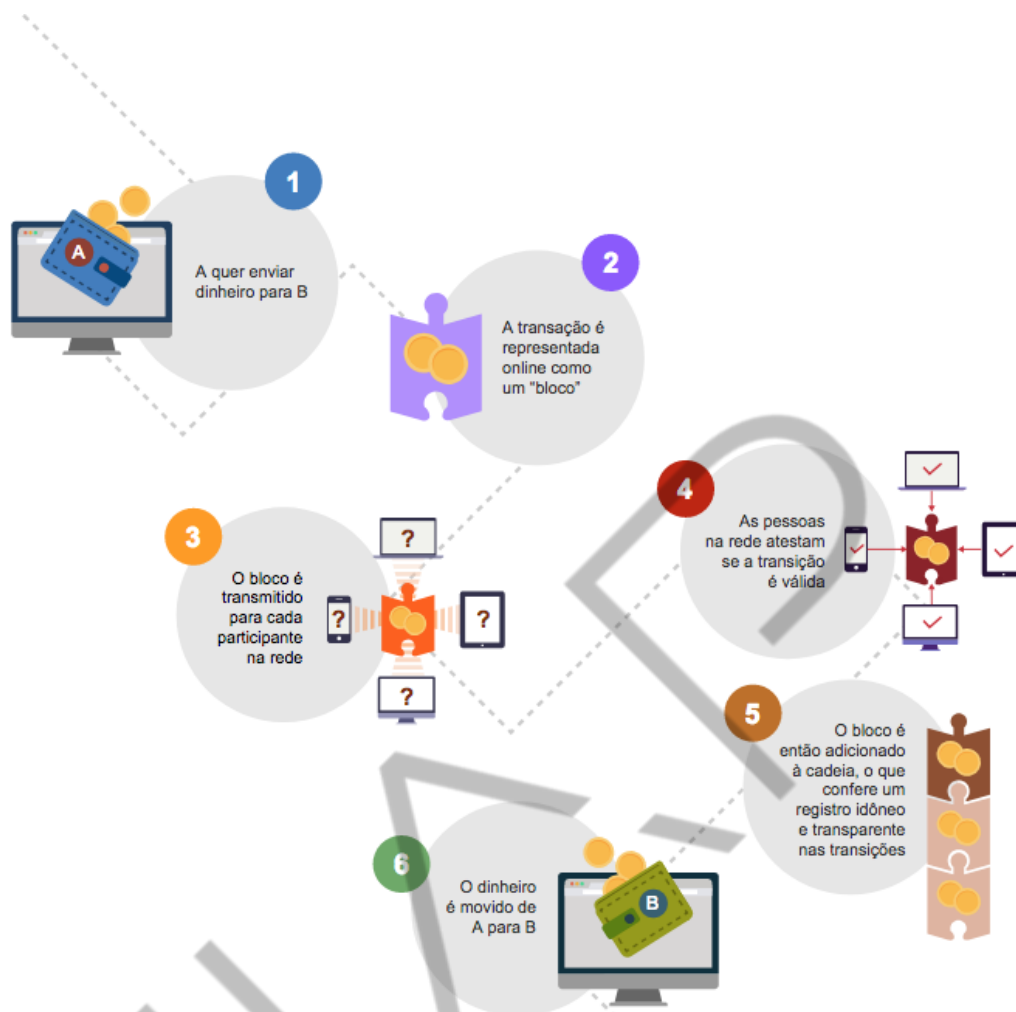 1
A
A quer enviar
dinheiro para B
2
A transação é
representada
online como
um "bloco"
3
O bloco é
transmitido
para cada
participante
na rede
?
?
?
?
4
As pessoas
na rede atestam
se a transição
é válida
5
O bloco é
então adicionado
à cadeia, o que
confere um
registro idôneo
e transparente
nas transições
6
O dinheiro
é movido de
A para B
B